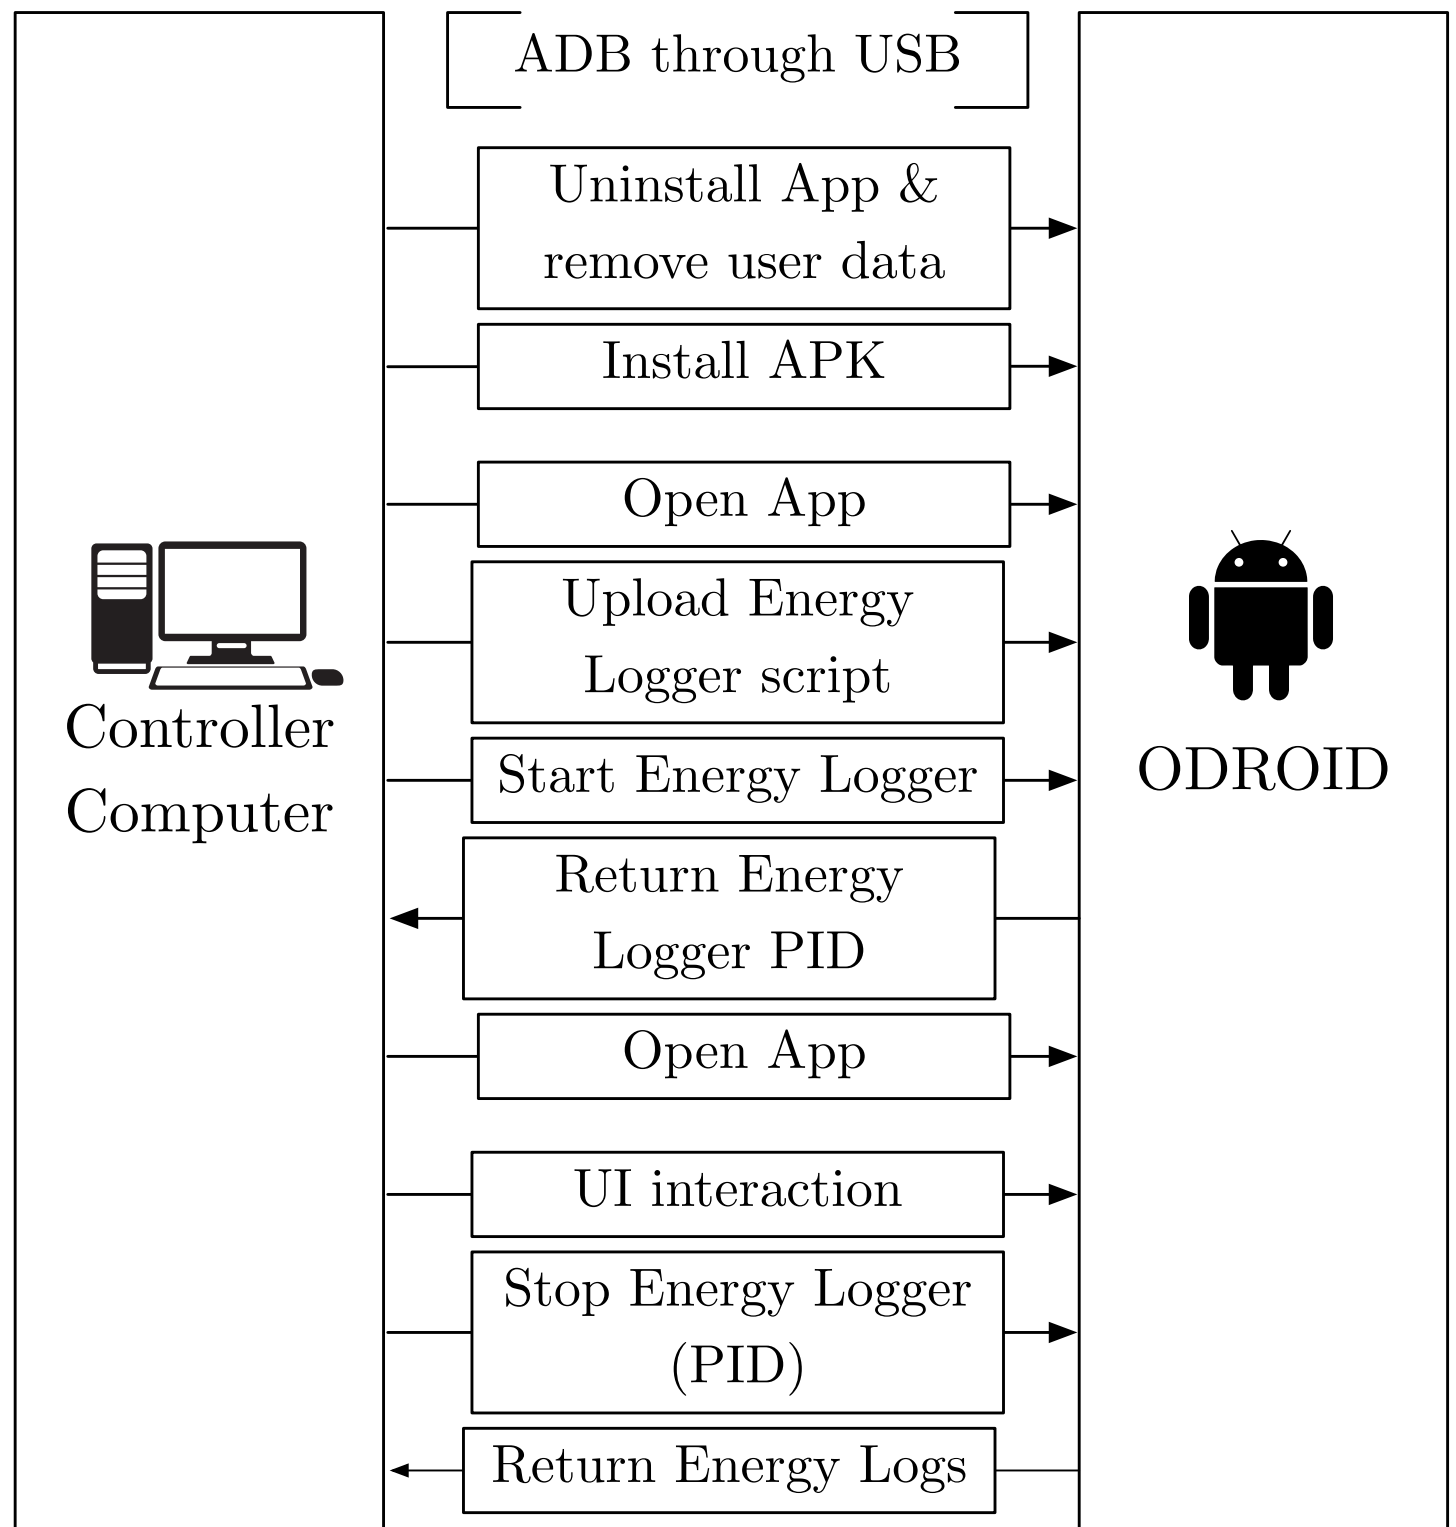 ADB through USB
Uninstall App &
remove user data
Install APK
Open App
Upload Energy
Logger script
Start Energy Logger
Controller
Computer
ODROID
Return Energy
Logger PID
Open App
UI interaction
Stop Energy Logger
(PID)
Return Energy Logs